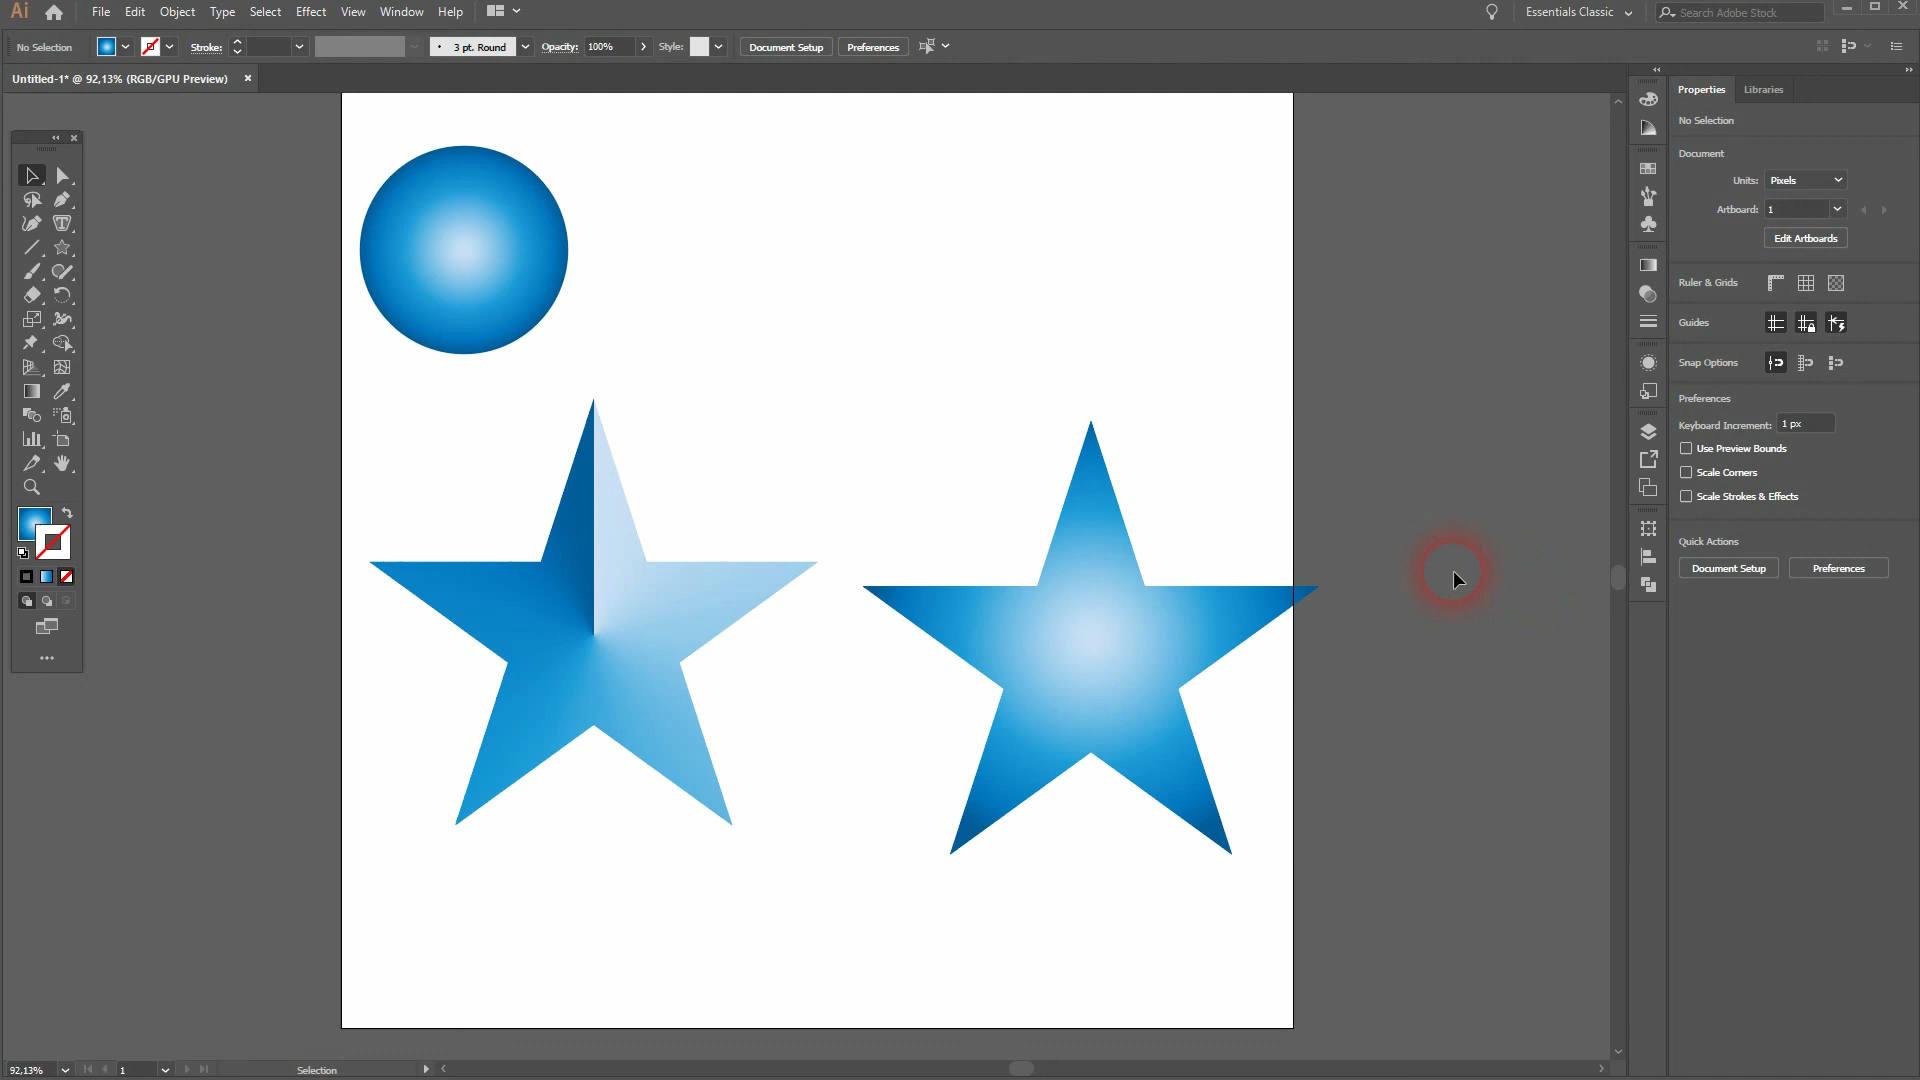 Ai File Edit Object Type Select Effect View Window Help Essentials Classic Search Adobe Stock
No Selection Stroke: 3 pt. Round Opacity: 100% Style: Document Setup Preferences
Untitled-1* @ 92,13% (RGB/GPU Preview)
Properties Libraries
No Selection
Document
Units: Pixels
Artboard: 1
Edit Artboards
Ruler & Grids
Guides
Snap Options
Preferences
Keyboard Increment: 1 px
Use Preview Bounds
Scale Corners
Scale Strokes & Effects
Quick Actions
Document Setup Preferences
92,13% 1 Selection